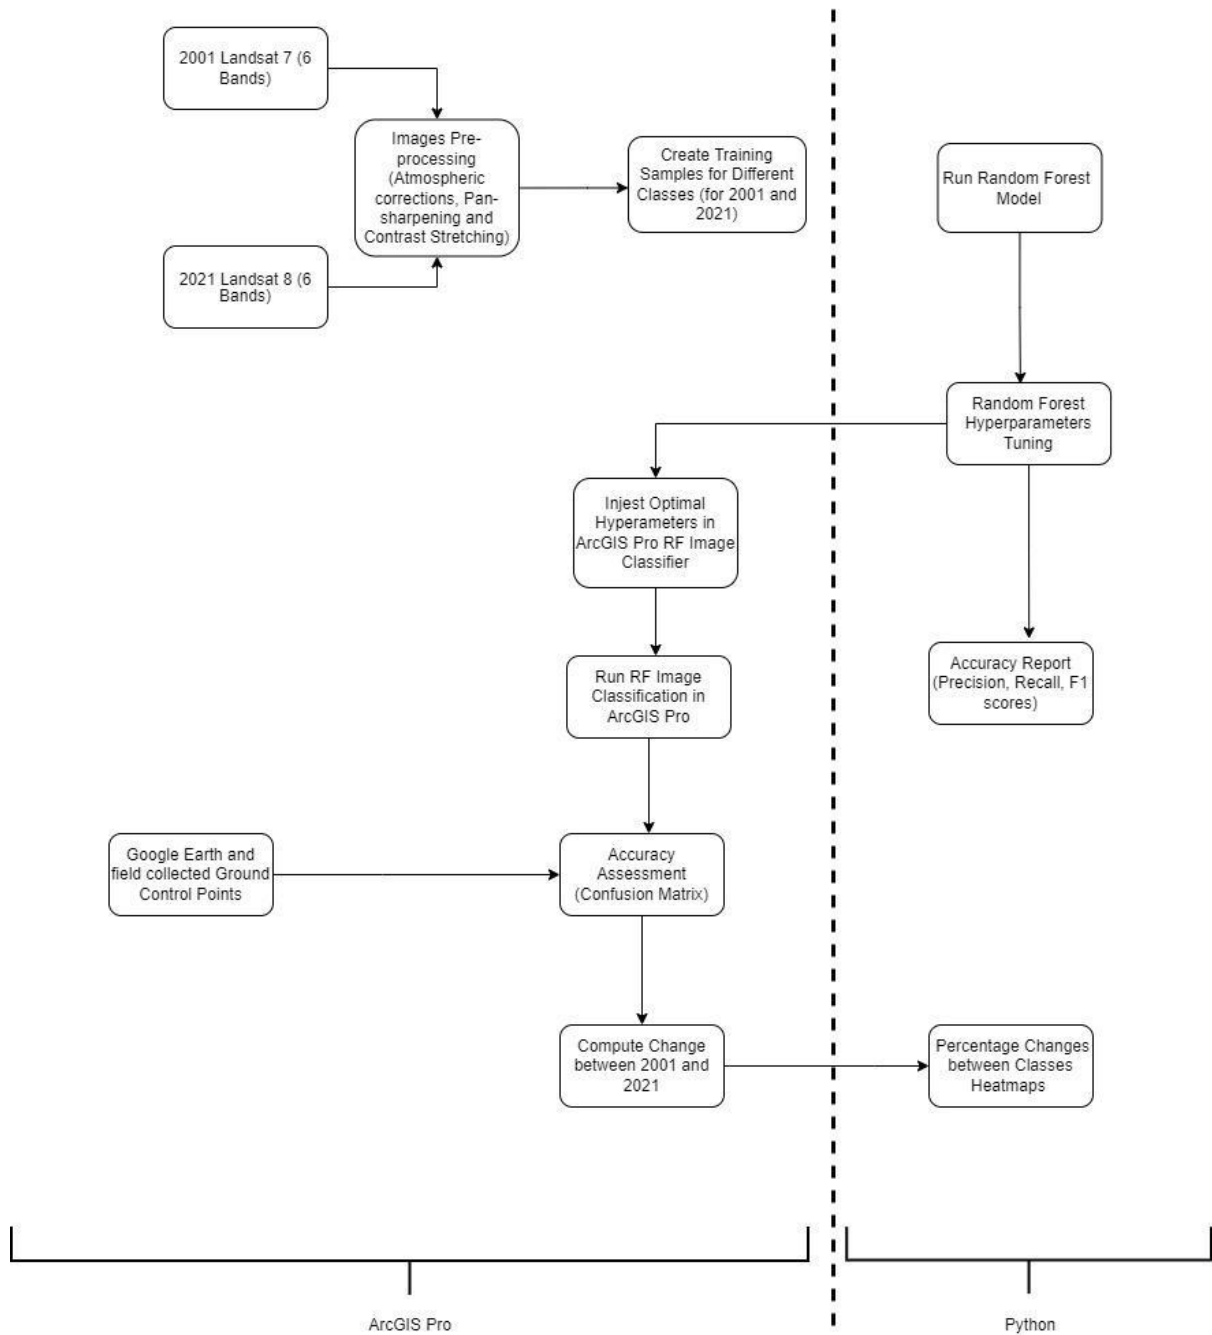 2001 Landsat 7 (6
Bands)
Images Pre-
processing
(Atmospheric
corrections, Pan-
sharpening and
Contrast Stretching)
2021 Landsat 8 (6
Bands)
Create Training
Samples for Different
Classes (for 2001 and
2021)
Run Random Forest
Model
Random Forest
Hyperparameters
Tuning
Injest Optimal
Hyperameters in
ArcGIS Pro RF Image
Classifier
Run RF Image
Classification in
ArcGIS Pro
Accuracy Report
(Precision, Recall, F1
scores)
Google Earth and
field collected Ground
Control Points
Accuracy
Assessment
(Confusion Matrix)
Compute Change
between 2001 and
2021
Percentage Changes
between Classes
Heatmaps
ArcGIS Pro
Python